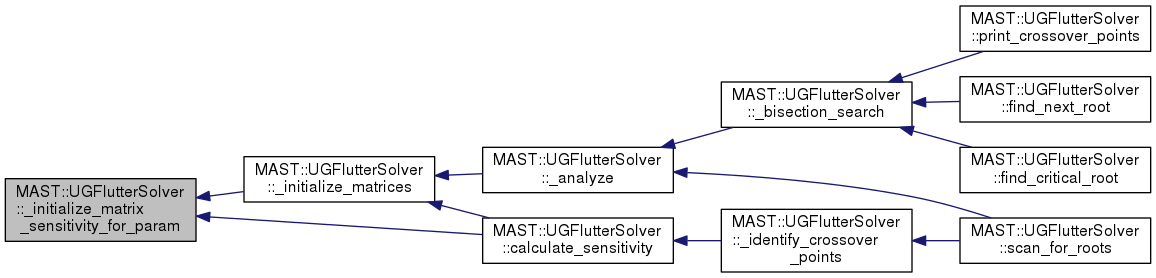 MAST::UGFlutterSolver
::_initialize_matrix
_sensitivity_for_param
MAST::UGFlutterSolver
::_initialize_matrices
MAST::UGFlutterSolver
::_analyze
MAST::UGFlutterSolver
::calculate_sensitivity
MAST::UGFlutterSolver
::_bisection_search
MAST::UGFlutterSolver
::_identify_crossover
_points
MAST::UGFlutterSolver
::print_crossover_points
MAST::UGFlutterSolver
::find_next_root
MAST::UGFlutterSolver
::find_critical_root
MAST::UGFlutterSolver
::scan_for_roots